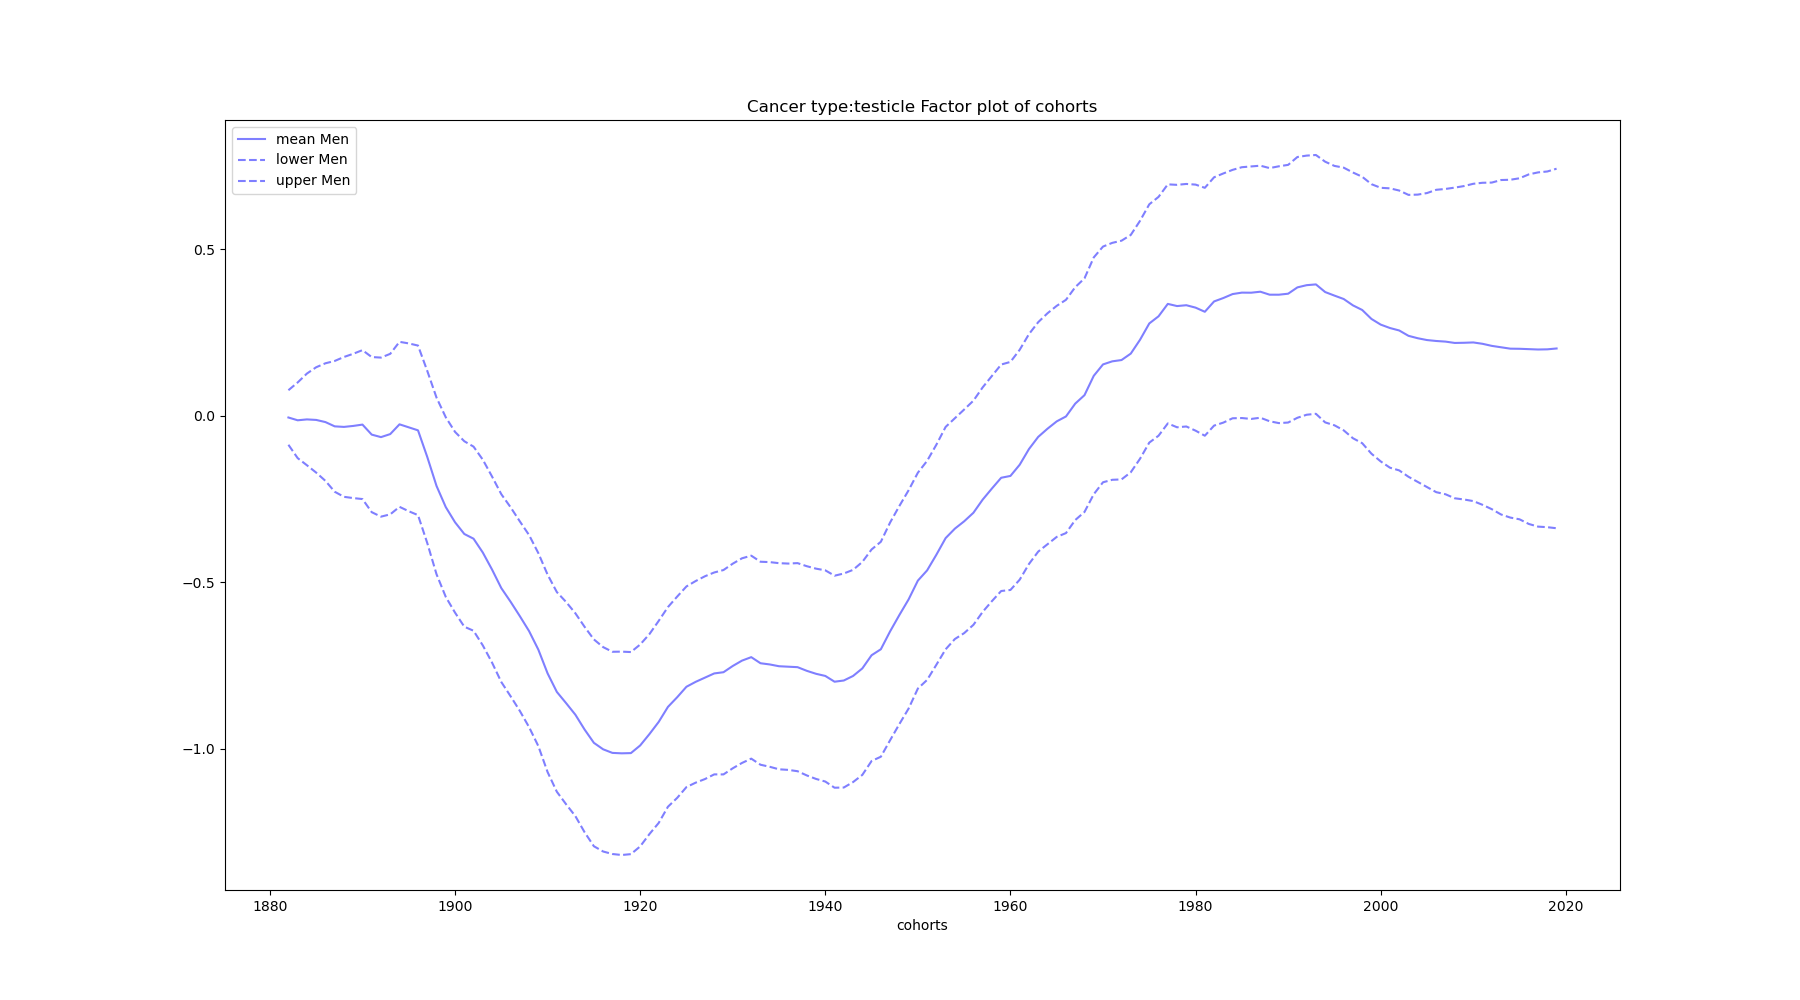 Cancer type:testicle Factor plot of cohorts
mean Men
lower Men
upper Men
0.5
0.0
−0.5
−1.0
1880 1900 1920 1940 1960 1980 2000 2020
cohorts